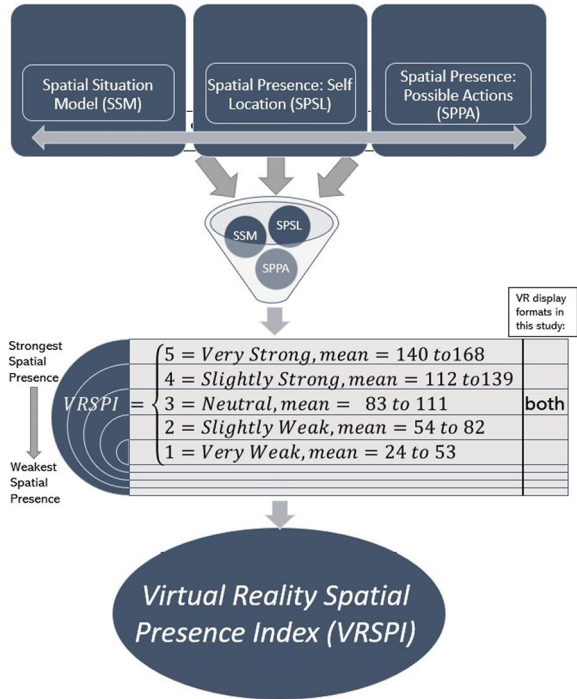 Spatial Situation
Model (SSM)
Spatial Presence: Self
Location (SPSL)
Spatial Presence:
Possible Actions
(SPPA)
SSM
SPSL
SPPA
VR display
formats in
this study:
Strongest
Spatial
Presence
Weakest
Spatial
Presence
VRSPI =
5 = Very Strong, mean = 140 to168
4 = Slightly Strong, mean = 112 to139
3 = Neutral, mean = 83 to 111
2 = Slightly Weak, mean = 54 to 82
1 = Very Weak, mean = 24 to 53
both
Virtual Reality Spatial
Presence Index (VRSPI)